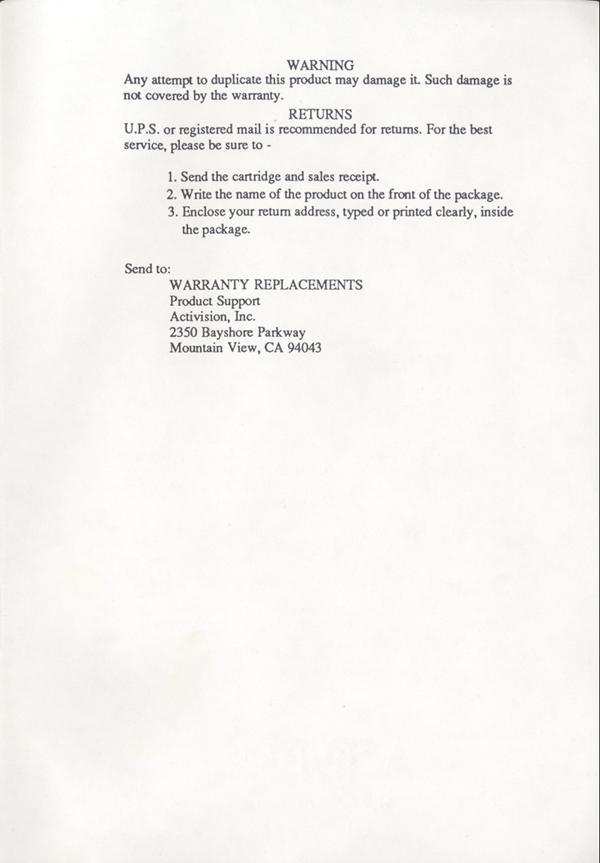 WARNING
Any attempt to duplicate this product may damage it. Such damage is
not covered by the warranty.
RETURNS
U.P.S. or registered mail is recommended for returns. For the best
service, please be sure to -
1. Send the cartridge and sales receipt.
2. Write the name of the product on the front of the package.
3. Enclose your return address, typed or printed clearly, inside
the package.
Send to:
WARRANTY REPLACEMENTS
Product Support
Activision, Inc.
2350 Bayshore Parkway
Mountain View, CA 94043